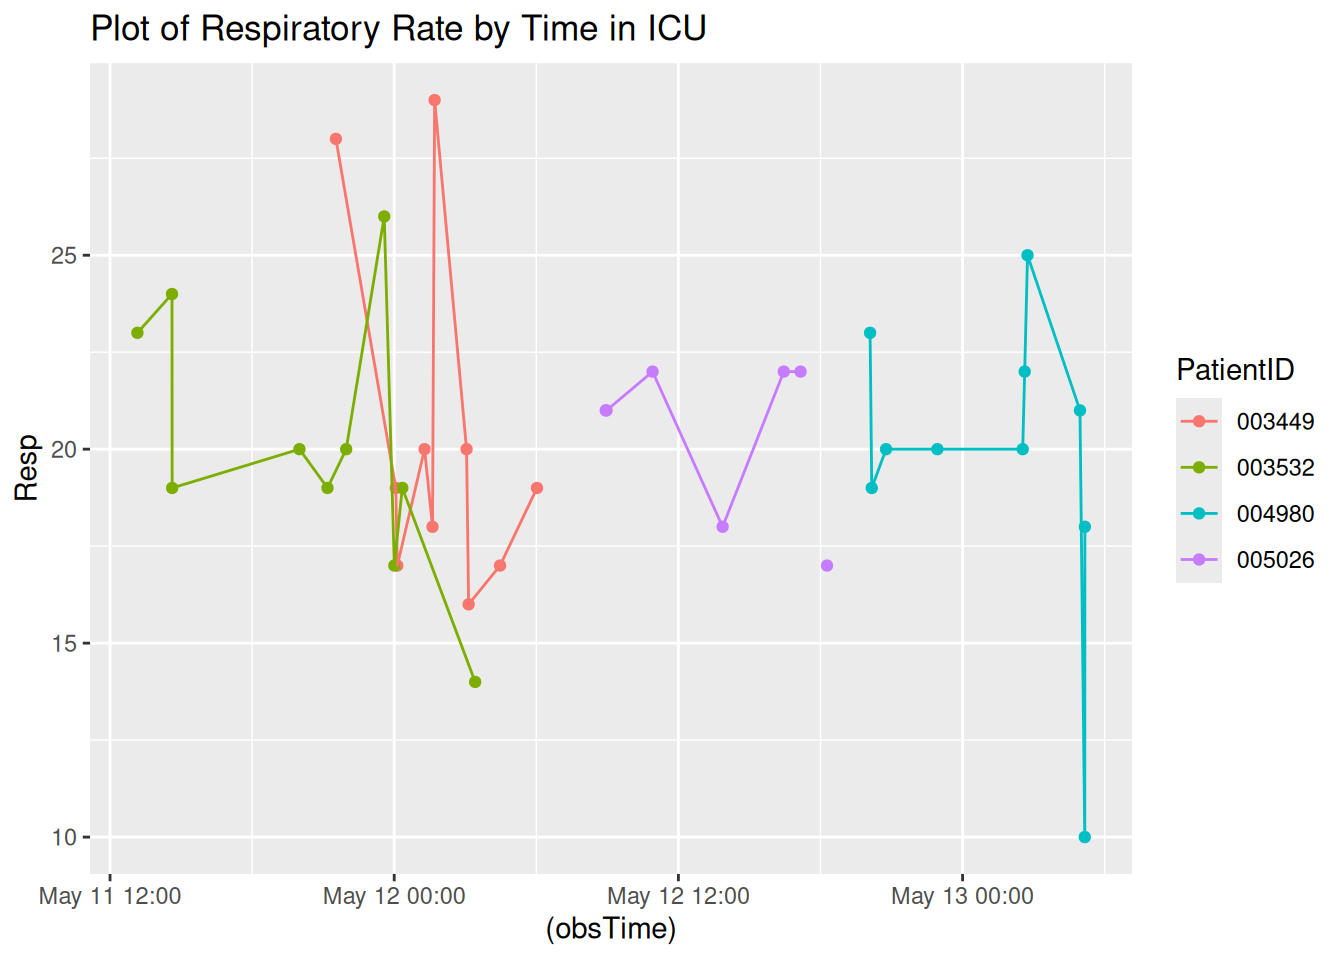 Plot of Respiratory Rate by Time in ICU
Resp
25
20
15
10
May 11 12:00
May 12 00:00
May 12 12:00
May 13 00:00
(obsTime)
PatientID
003449
003532
004980
005026